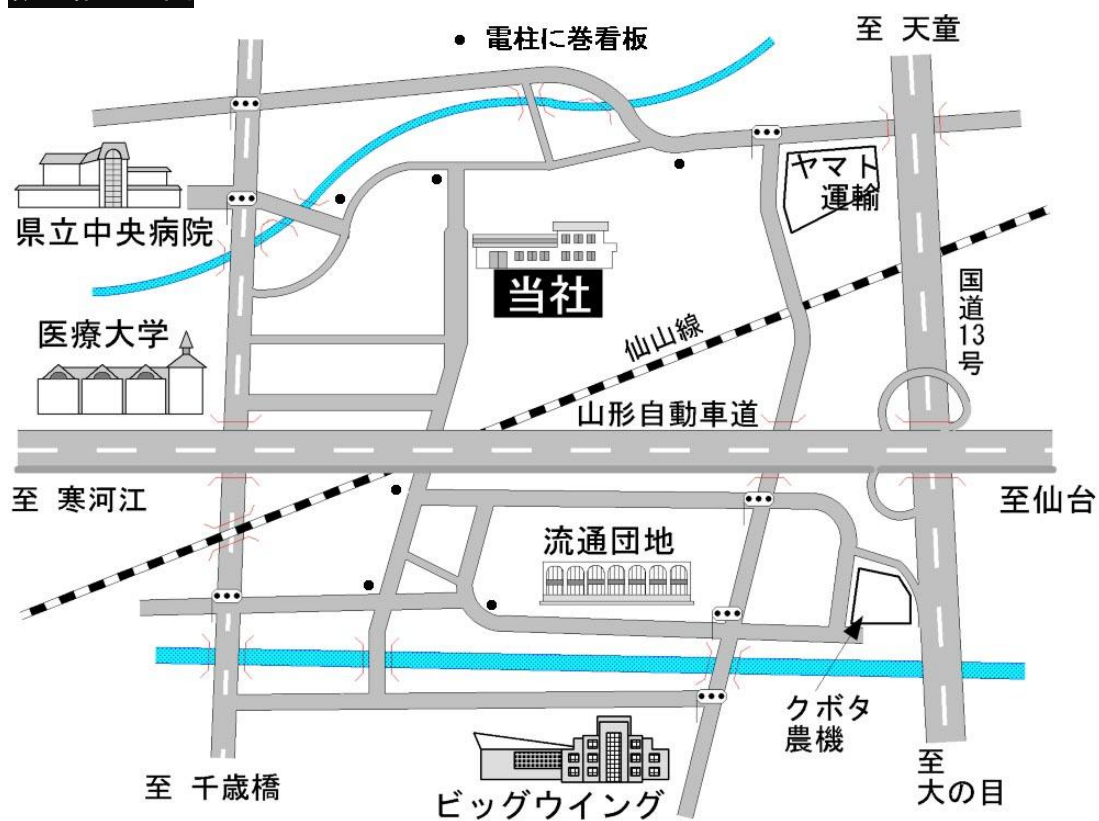 ● 電柱に巻看板
至 天童
ヤマト
運輸
県立中央病院
当社
国道13号
医療大学
仙山線
山形自動車道
至 寒河江
至仙台
流通団地
クボタ
農機
至
大の目
至 千歳橋
ビッグウイング